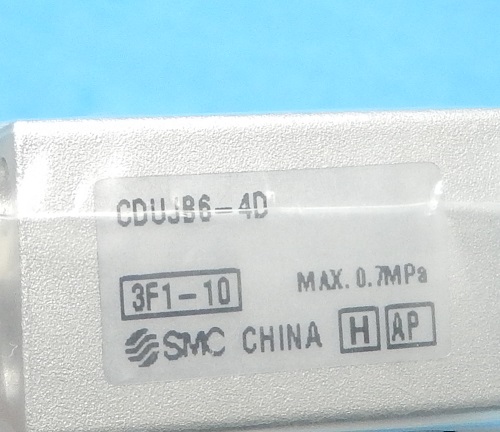 CDUJB6-4D
3F1-10 MAX. 0.7MPa
SMC CHINA H AP